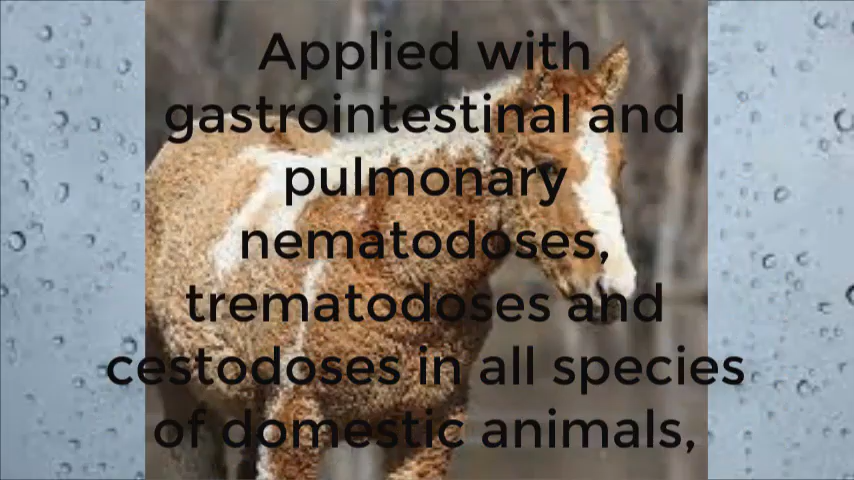 Applied with
gastrointestinal and
pulmonary
nematodoses,
trematodoses and
cestodoses in all species
of domestic animals,